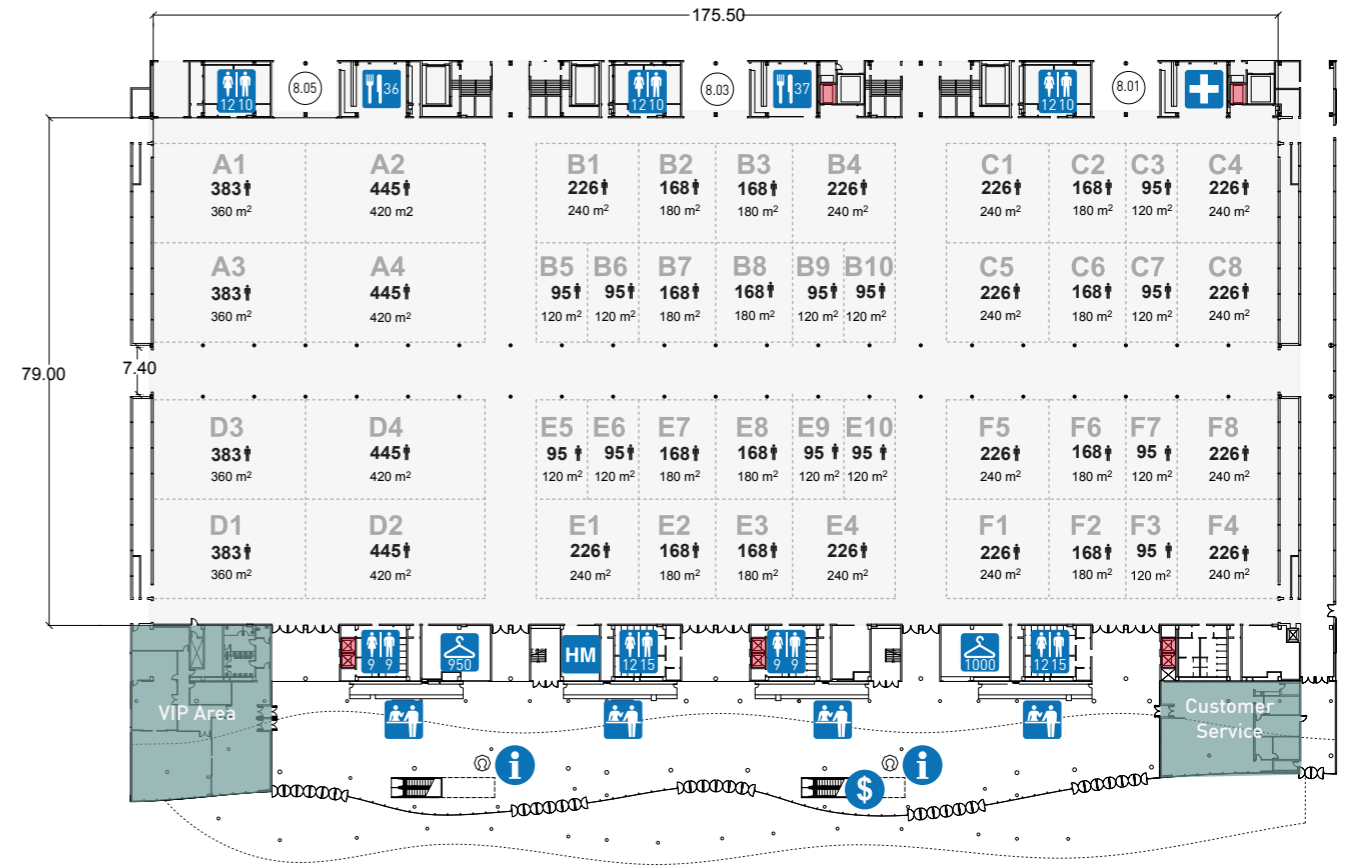 175.50
12 10
8.05
36
12 10
8.03
37
12 10
8.01
A1 A2 B1 B2 B3 B4 C1 C2 C3 C4
383 445 226 168 168 226 226 168 95 226
360 m² 420 m2 240 m² 180 m² 180 m² 240 m² 240 m² 180 m² 120 m² 240 m²
A3 A4 B5 B6 B7 B8 B9 B10 C5 C6 C7 C8
383 445 95 95 168 168 95 95 226 168 95 226
360 m² 420 m² 120 m² 120 m² 180 m² 180 m² 120 m² 120 m² 240 m² 180 m² 120 m² 240 m²
79.00
7.40
D3 D4 E5 E6 E7 E8 E9 E10 F5 F6 F7 F8
383 445 95 95 168 168 95 95 226 168 95 226
360 m² 420 m² 120 m² 120 m² 180 m² 180 m² 120 m² 120 m² 240 m² 180 m² 120 m² 240 m²
D1 D2 E1 E2 E3 E4 F1 F2 F3 F4
383 445 226 168 168 226 226 168 95 226
360 m² 420 m² 240 m² 180 m² 180 m² 240 m² 240 m² 180 m² 120 m² 240 m²
9 9
950
HM
12 15
9 9
1000
12 15
VIP Area
Customer
Service
i
i
$